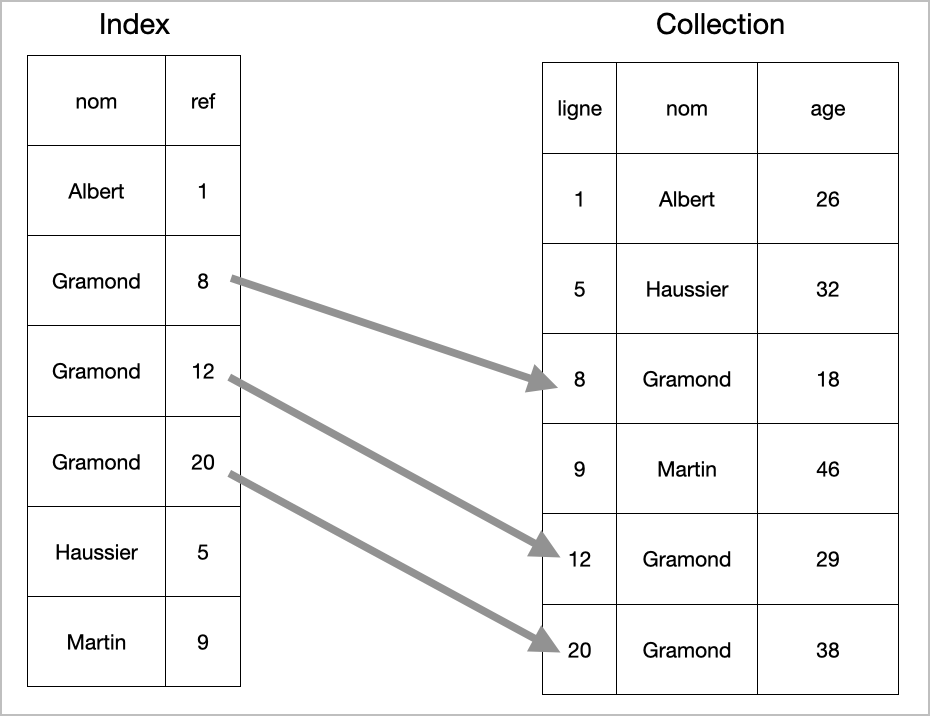 Index
nom ref
Albert 1
Gramond 8
Gramond 12
Gramond 20
Haussier 5
Martin 9
Collection
ligne nom age
1 Albert 26
5 Haussier 32
8 Gramond 18
9 Martin 46
12 Gramond 29
20 Gramond 38